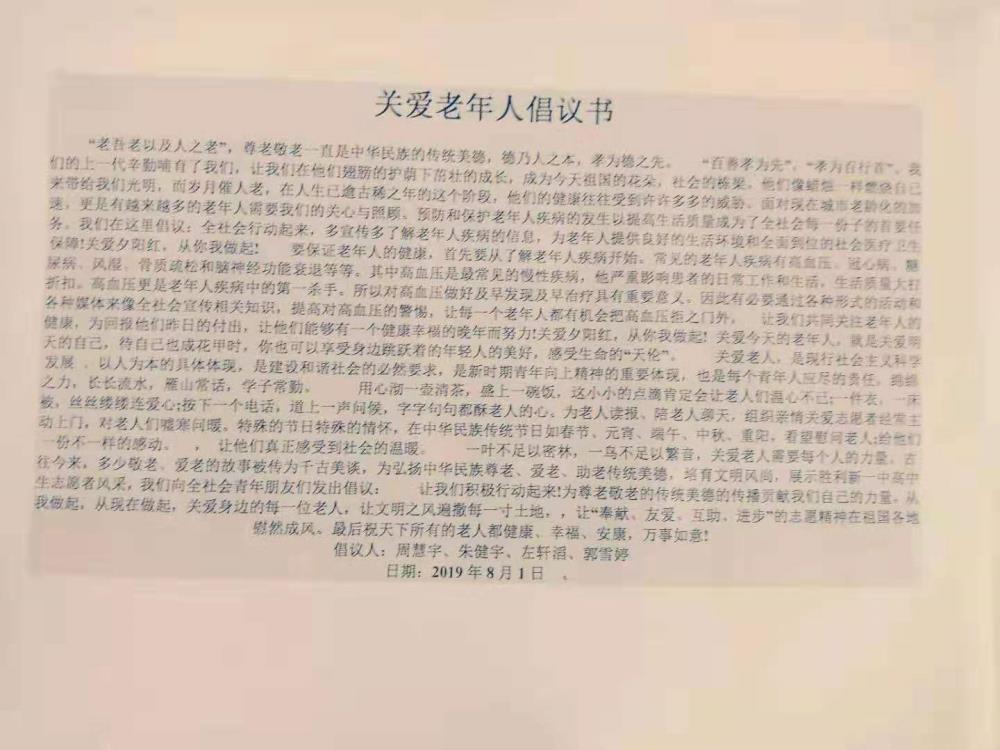 关爱老年人倡议书
“老吾老以及人之老”，尊老敬老一直是中华民族的传统美德，德乃人之本，孝为德之先。 “百善孝为先”，“孝为百行首”。我
们的上一代辛勤哺育了我们，让我们在他们翅膀的护荫下茁壮的成长，成为今天祖国的花朵，社会的栋梁。他们像蜡烛一样燃烧自己
来带给我们光明，而岁月催人老，在人生已逾古稀之年的这个阶段，他们的健康往往受到许许多多的威胁。面对现在城市老龄化的加
速，更是有越来越多的老年人需要我们的关心与照顾。预防和保护老年人疾病的发生以提高生活质量成为了全社会每一份子的首要任
务。我们在这里倡议：全社会行动起来，多宣传多了解老年人疾病的信息，为老年人提供良好的生活环境和全面到位的社会医疗卫生
保障!关爱夕阳红，从你我做起! 要保证老年人的健康，首先要从了解老年人疾病开始。常见的老年人疾病有高血压、冠心病、糖
尿病、风湿、骨质疏松和脑神经功能衰退等等。其中高血压是最常见的慢性疾病，他严重影响患者的日常工作和生活，生活质量大打
折扣。高血压更是老年人疾病中的第一杀手。所以对高血压做好及早发现及早治疗具有重要意义。因此有必要通过各种形式的活动和
各种媒体来像全社会宣传相关知识，提高对高血压的警惕，让每一个老年人都有机会把高血压拒之门外。 让我们共同关注老年人的
健康，为回报他们昨日的付出，让他们能够有一个健康幸福的晚年而努力!关爱夕阳红，从你我做起! 关爱今天的老年人，就是关爱明
天的自己，待自己也成花甲时，你也可以享受身边跳跃着的年轻人的美好，感受生命的“天伦”。 关爱老人，是现行社会主义科学
发展 ，以人为本的具体体现，是建设和谐社会的必然要求，是新时期青年向上精神的重要体现，也是每个青年人应尽的责任。绵绵
之力，长长流水，雁山常话，学子常勤。 用心沏一壶清茶，盛上一碗饭，这小小的点滴肯定会让老人们温心不已;一件衣，一床
被，丝丝缕缕连爱心;按下一个电话，道上一声问候，字字句句都酥老人的心。为老人读报、陪老人聊天，组织亲情关爱志愿者经常主
动上门，对老人们嘘寒问暖。特殊的节日特殊的情怀，在中华民族传统节日如春节、元宵、端午、中秋、重阳，看望慰问老人;给他们
一份不一样的感动。 ， 让他们真正感受到社会的温暖。 一叶不足以密林，一鸟不足以繁音，关爱老人需要每个人的力量。古
往今来，多少敬老、爱老的故事被传为千古美谈，为弘扬中华民族尊老、爱老、助老传统美德，培育文明风尚，展示胜利新一中高中
生志愿者风采，我们向全社会青年朋友们发出倡议： 让我们积极行动起来!为尊老敬老的传统美德的传播贡献我们自己的力量。从
我做起，从现在做起，关爱身边的每一位老人，让文明之风遍撒每一寸土地，，让“奉献、友爱、互助、进步”的志愿精神在祖国各地
慰然成风。最后祝天下所有的老人都健康、幸福、安康，万事如意!
倡议人：周慧宇、朱健宇、左轩滔、郭雪婷
日期：2019 年 8 月 1 日 。